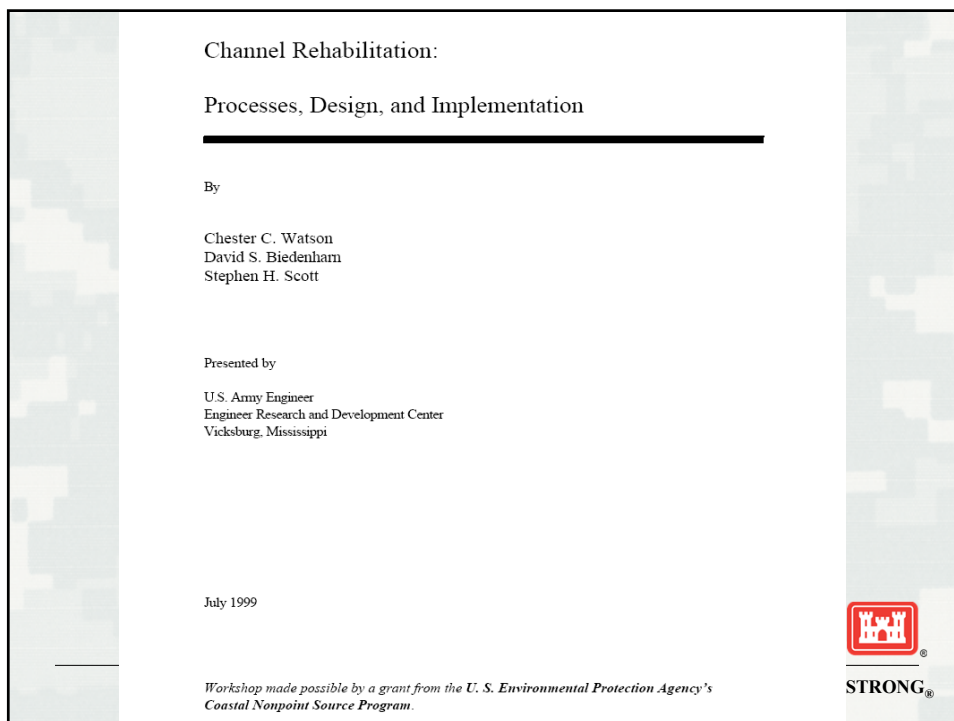 Channel Rehabilitation:
Processes, Design, and Implementation
By
Chester C. Watson
David S. Biedenharn
Stephen H. Scott
Presented by
U.S. Army Engineer
Engineer Research and Development Center
Vicksburg, Mississippi
July 1999
Workshop made possible by a grant from the U. S. Environmental Protection Agency's
Coastal Nonpoint Source Program.
®
STRONG®